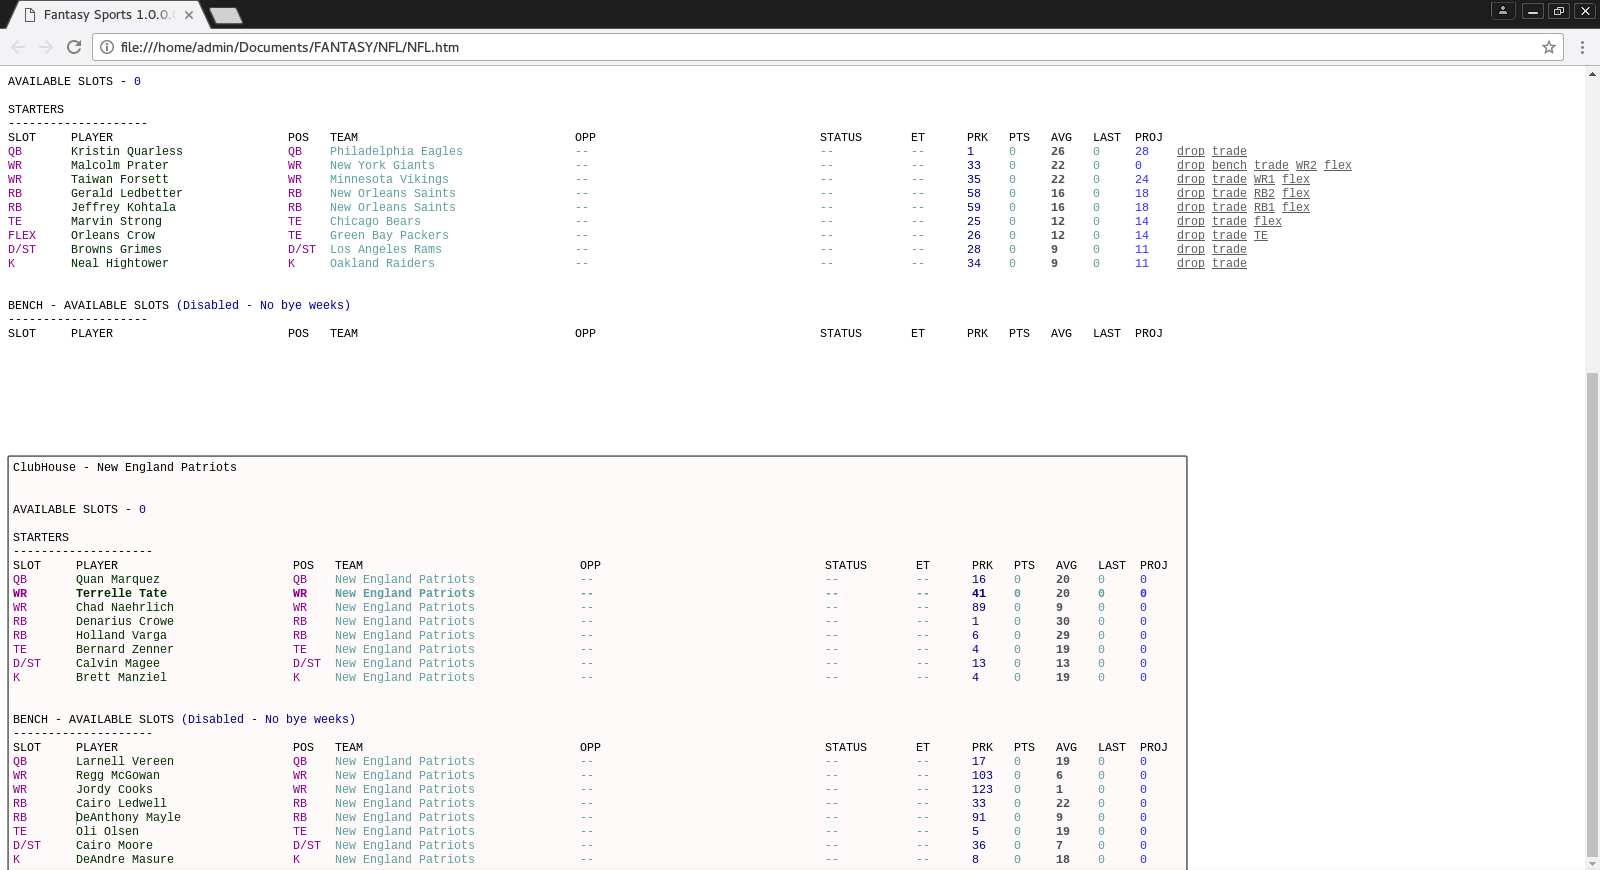 Fantasy Sports 1.0.0.
file:///home/admin/Documents/FANTASY/NFL/NFL.htm
AVAILABLE SLOTS - 0
STARTERS
--------------------
SLOT PLAYER POS TEAM OPP STATUS ET PRK PTS AVG LAST PROJ
QB Kristin Quarless QB Philadelphia Eagles -- -- -- 1 0 26 0 28 drop trade
WR Malcolm Prater WR New York Giants -- -- -- 33 0 22 0 0 drop bench trade WR2 flex
WR Taiwan Forsett WR Minnesota Vikings -- -- -- 35 0 22 0 24 drop trade WR1 flex
RB Gerald Ledbetter RB New Orleans Saints -- -- -- 58 0 16 0 18 drop trade RB2 flex
RB Jeffrey Kohtala RB New Orleans Saints -- -- -- 59 0 16 0 18 drop trade RB1 flex
TE Marvin Strong TE Chicago Bears -- -- -- 25 0 12 0 14 drop trade flex
FLEX Orleans Crow TE Green Bay Packers -- -- -- 26 0 12 0 14 drop trade TE
D/ST Browns Grimes D/ST Los Angeles Rams -- -- -- 28 0 9 0 11 drop trade
K Neal Hightower K Oakland Raiders -- -- -- 34 0 9 0 11 drop trade
BENCH - AVAILABLE SLOTS (Disabled - No bye weeks)
--------------------
SLOT PLAYER POS TEAM OPP STATUS ET PRK PTS AVG LAST PROJ
ClubHouse - New England Patriots
AVAILABLE SLOTS - 0
STARTERS
--------------------
SLOT PLAYER POS TEAM OPP STATUS ET PRK PTS AVG LAST PROJ
QB Quan Marquez QB New England Patriots -- -- -- 16 0 20 0 0
WR Terrelle Tate WR New England Patriots -- -- -- 41 0 20 0 0
WR Chad Naehrlich WR New England Patriots -- -- -- 89 0 9 0 0
RB Denarius Crowe RB New England Patriots -- -- -- 1 0 30 0 0
RB Holland Varga RB New England Patriots -- -- -- 6 0 29 0 0
TE Bernard Zenner TE New England Patriots -- -- -- 4 0 19 0 0
D/ST Calvin Magee D/ST New England Patriots -- -- -- 13 0 13 0 0
K Brett Manziel K New England Patriots -- -- -- 4 0 19 0 0
BENCH - AVAILABLE SLOTS (Disabled - No bye weeks)
--------------------
SLOT PLAYER POS TEAM OPP STATUS ET PRK PTS AVG LAST PROJ
QB Larnell Vereen QB New England Patriots -- -- -- 17 0 19 0 0
WR Regg McGowan WR New England Patriots -- -- -- 103 0 6 0 0
WR Jordy Cooks WR New England Patriots -- -- -- 123 0 1 0 0
RB Cairo Ledwell RB New England Patriots -- -- -- 33 0 22 0 0
RB DeAnthony Mayle RB New England Patriots -- -- -- 91 0 9 0 0
TE Oli Olsen TE New England Patriots -- -- -- 5 0 19 0 0
D/ST Cairo Moore D/ST New England Patriots -- -- -- 36 0 7 0 0
K DeAndre Masure K New England Patriots -- -- -- 8 0 18 0 0